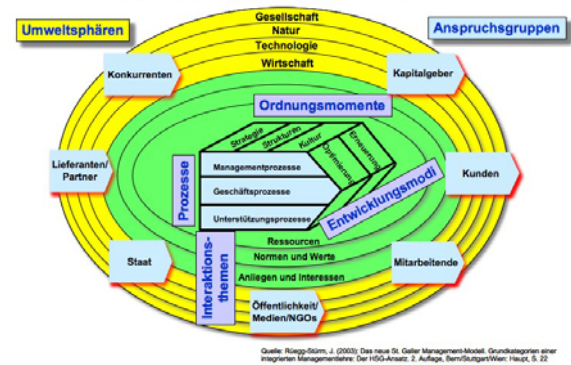 Umweltsphären
Gesellschaft
Natur
Technologie
Wirtschaft
Anspruchsgruppen
Konkurrenten
Kapitalgeber
Ordnungsmomente
Strategie
Strukturen
Kultur
Optimierung
Erneuerung
Lieferanten/
Partner
Prozesse
Managementprozesse
Geschäftsprozesse
Unterstützungsprozesse
Entwicklungsmodi
Kunden
Interaktions-
themen
Ressourcen
Normen und Werte
Anliegen und Interessen
Staat
Mitarbeitende
Öffentlichkeit/
Medien/NGOs
Quelle: Rüegg-Stürm, J. (2003): Das neue St. Galler Management-Modell. Grundkategorien einer
integrierten Managementlehre: Der HSG-Ansatz. 2. Auflage, Bern/Stuttgart/Wien: Haupt, S. 22